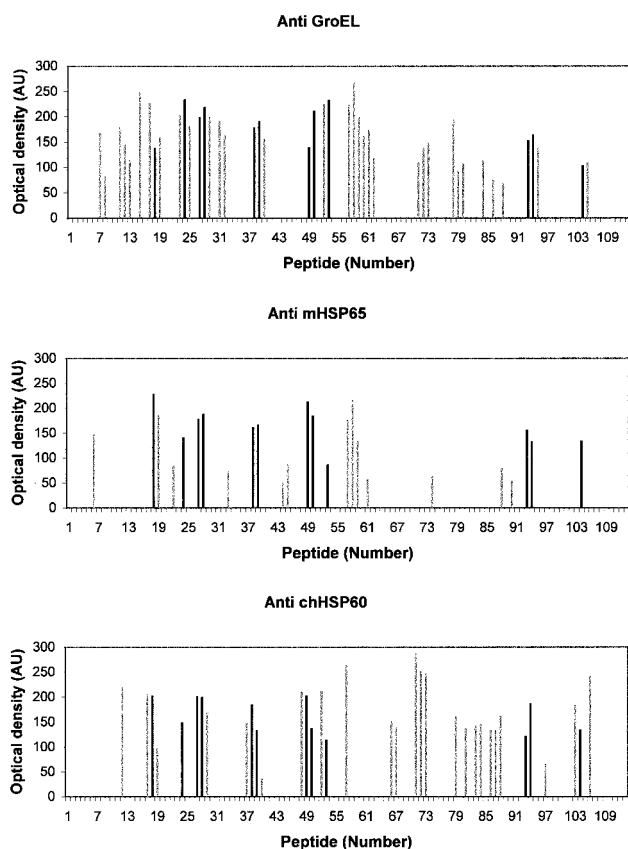 Anti GroEL
Optical density (AU)
300
250
200
150
100
50
0
1 7 13 19 25 31 37 43 49 55 61 67 73 79 85 91 97 103 109
Peptide (Number)
Anti mHSP65
Optical density (AU)
300
250
200
150
100
50
0
1 7 13 19 25 31 37 43 49 55 61 67 73 79 85 91 97 103 109
Peptide (Number)
Anti chHSP60
Optical density (AU)
300
250
200
150
100
50
0
1 7 13 19 25 31 37 43 49 55 61 67 73 79 85 91 97 103 109
Peptide (Number)